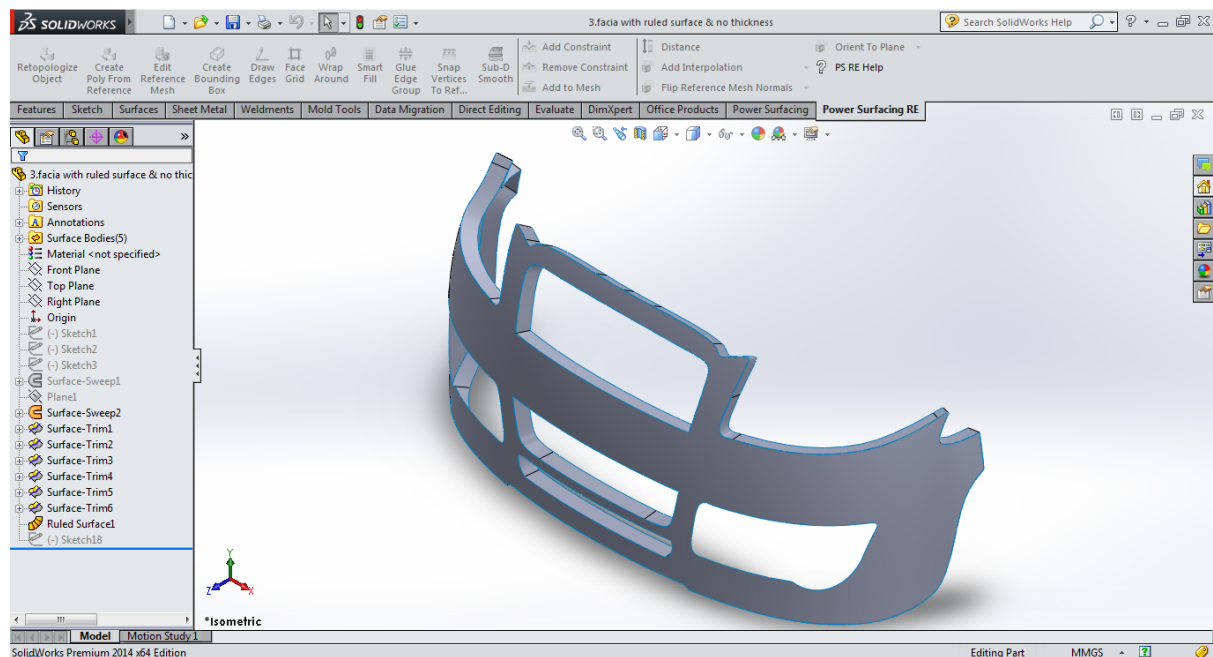 SOLIDWORKS
3.facia with ruled surface & no thickness
Search SolidWorks Help
Retopologize Object
Create Poly From Reference
Edit Reference Mesh
Create Bounding Box
Draw Edges
Face Grid
Wrap Around
Smart Fill
Glue Edge Group
Snap Vertices To Ref...
Sub-D Smooth
Add Constraint
Remove Constraint
Add to Mesh
Distance
Add Interpolation
Flip Reference Mesh Normals
Orient To Plane
PS RE Help
Features Sketch Surfaces Sheet Metal Weldments Mold Tools Data Migration Direct Editing Evaluate DimXpert Office Products Power Surfacing Power Surfacing RE
3.facia with ruled surface & no thic
History
Sensors
Annotations
Surface Bodies(5)
Material <not specified>
Front Plane
Top Plane
Right Plane
Origin
(-) Sketch1
(-) Sketch2
(-) Sketch3
Surface-Sweep1
Plane1
Surface-Sweep2
Surface-Trim1
Surface-Trim2
Surface-Trim3
Surface-Trim4
Surface-Trim5
Surface-Trim6
Ruled Surface1
(-) Sketch18
Y
Z
X
*Isometric
Model Motion Study 1
SolidWorks Premium 2014 x64 Edition
Editing Part
MMGS